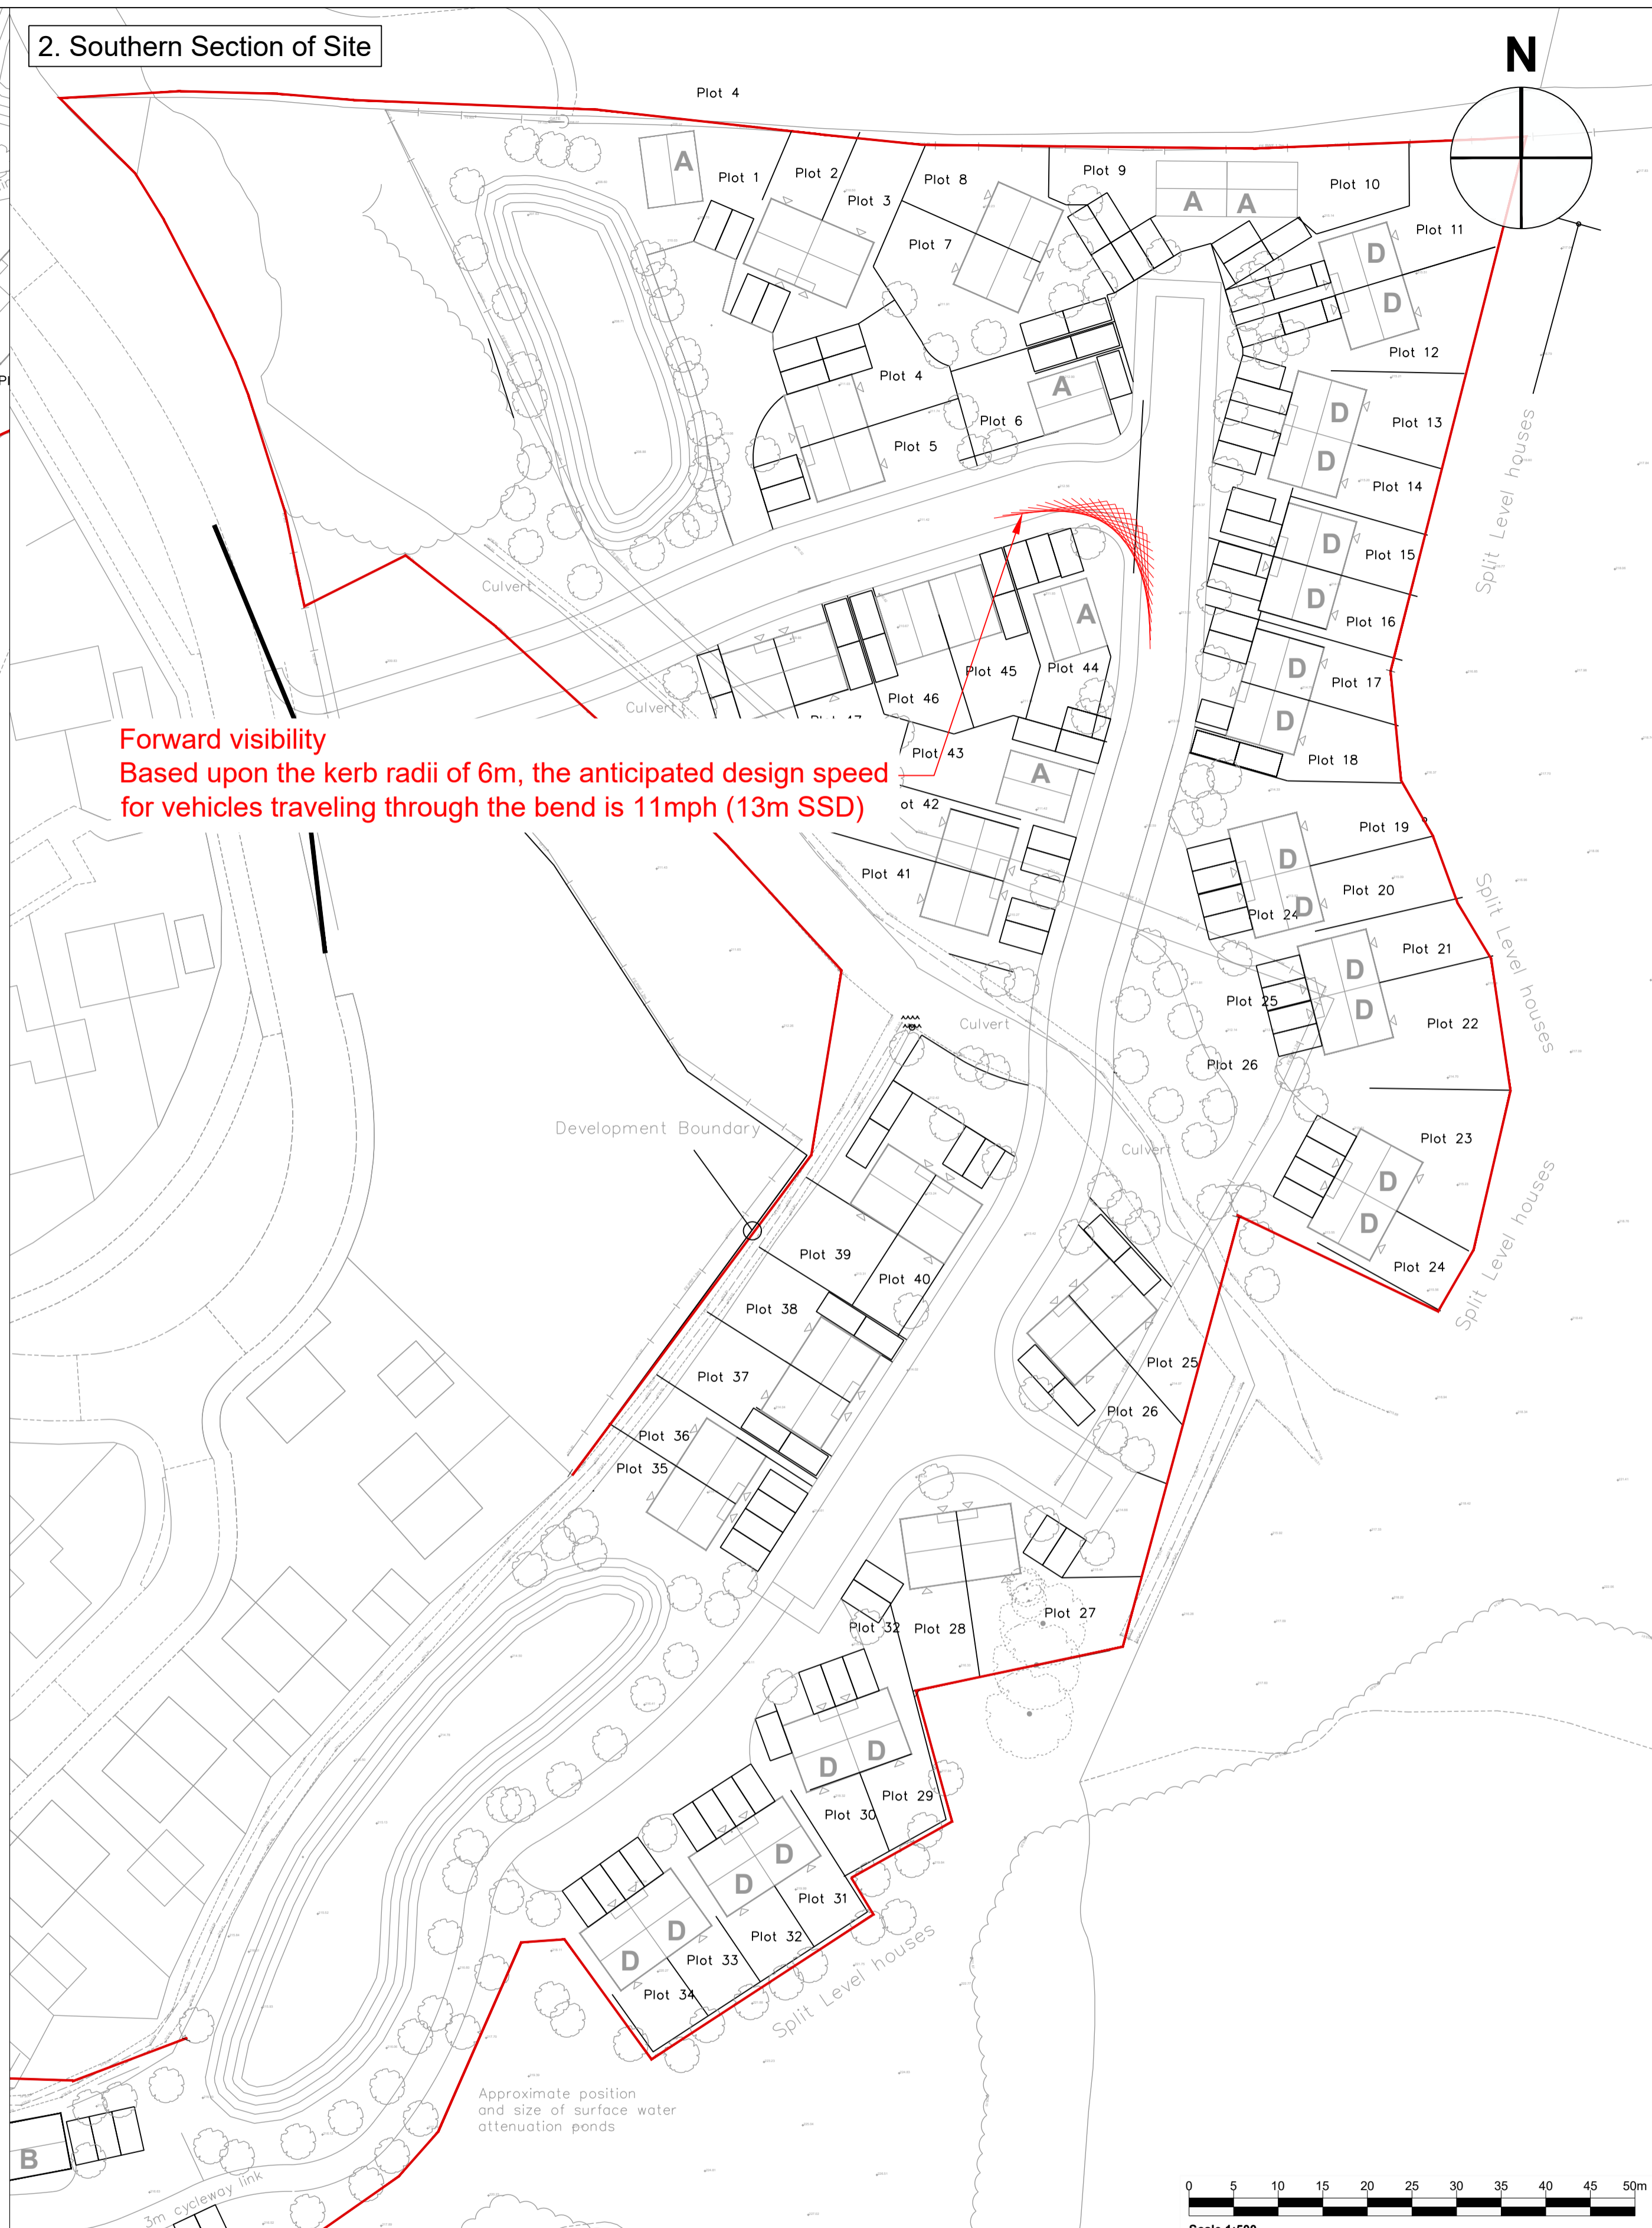 2. Southern Section of Site
N
Plot 4
A
Plot 1
Plot 2
Plot 3
Plot 8
Plot 9
Plot 10
A A
Plot 7
Plot 11
D
D
Plot 12
Plot 4
A
Plot 6
Plot 5
D
Plot 13
D
Plot 14
Split Level houses
D
Plot 15
D
Plot 16
Culvert
A
Plot 44
Plot 45
Plot 46
D
Plot 17
D
Plot 18
Culvert
Plot 43
A
Forward visibility
Based upon the kerb radii of 6m, the anticipated design speed
for vehicles traveling through the bend is 11mph (13m SSD)
ot 42
Plot 41
Plot 19
D
Plot 20
D
Plot 24
Plot 21
D
D
Plot 25
Plot 22
Split Level houses
Culvert
Plot 26
Development Boundary
Culvert
Plot 23
D
D
Plot 24
Split Level houses
Plot 39
Plot 40
Plot 38
Plot 37
Plot 36
Plot 35
Plot 25
Plot 26
Plot 27
Plot 28
Plot 32
D
D
Plot 29
Plot 30
D
D
Plot 31
Plot 32
D
D
Plot 33
Plot 34
Split Level houses
Approximate position
and size of surface water
attenuation ponds
B
3m cycleway link
0 5 10 15 20 25 30 35 40 45 50m